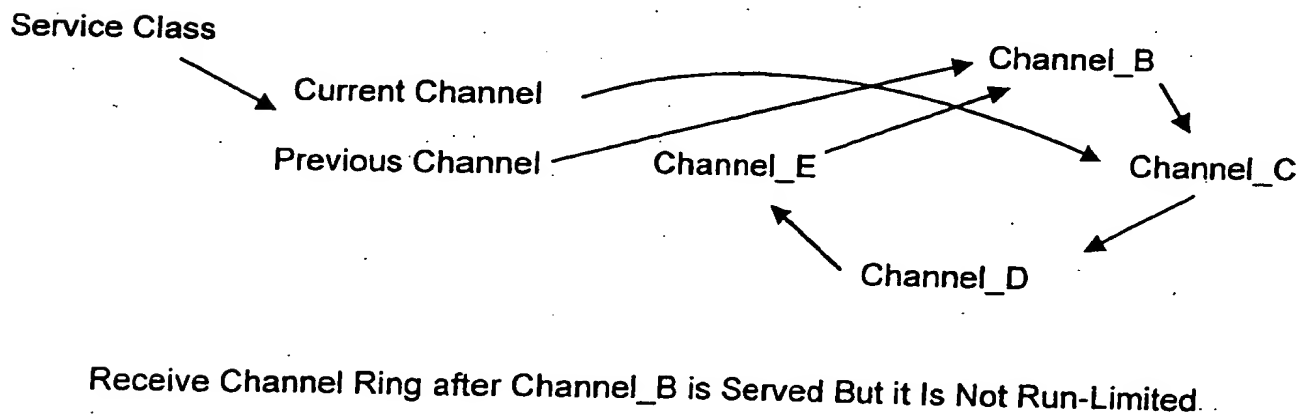 Service Class
Channel_B
Current Channel
Previous Channel
Channel_E
Channel_C
Channel_D
Receive Channel Ring after Channel_B is Served But it Is Not Run-Limited